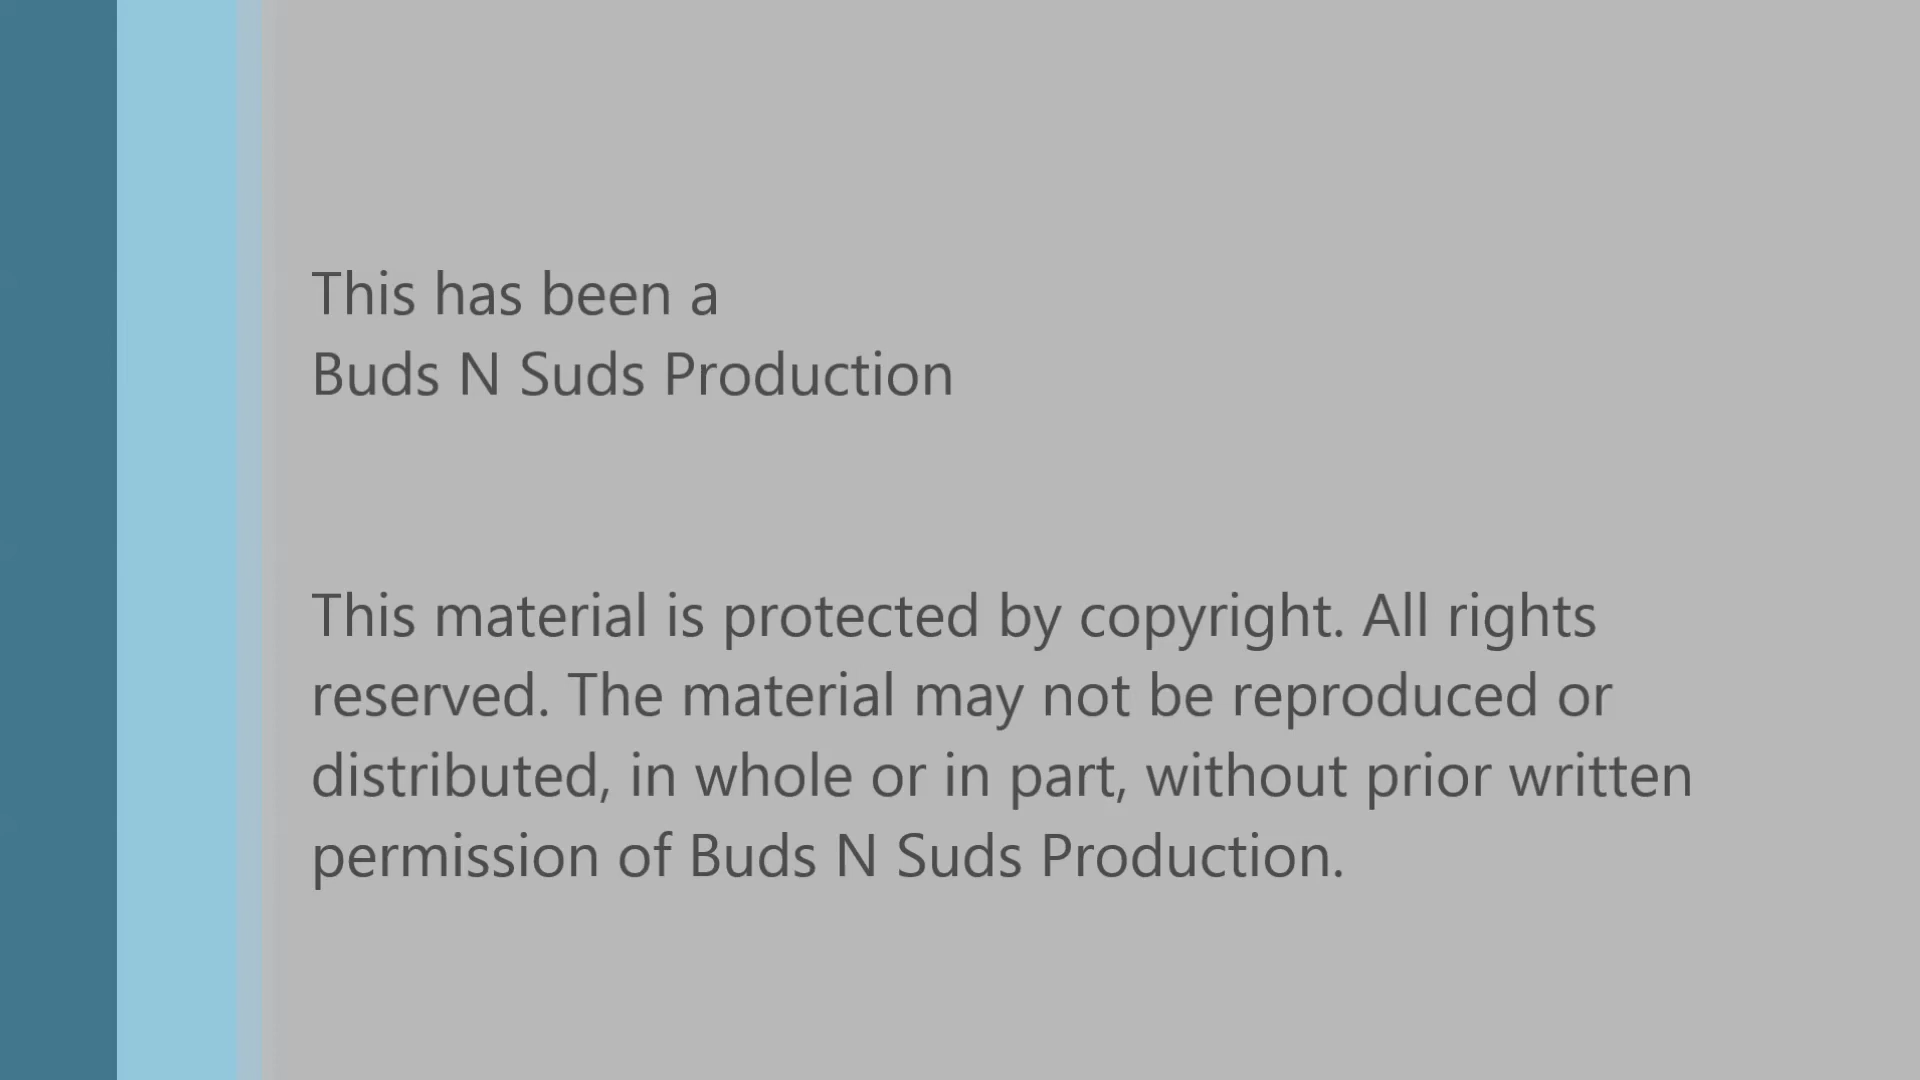 This has been a
Buds N Suds Production
This material is protected by copyright. All rights
reserved. The material may not be reproduced or
distributed, in whole or in part, without prior written
permission of Buds N Suds Production.